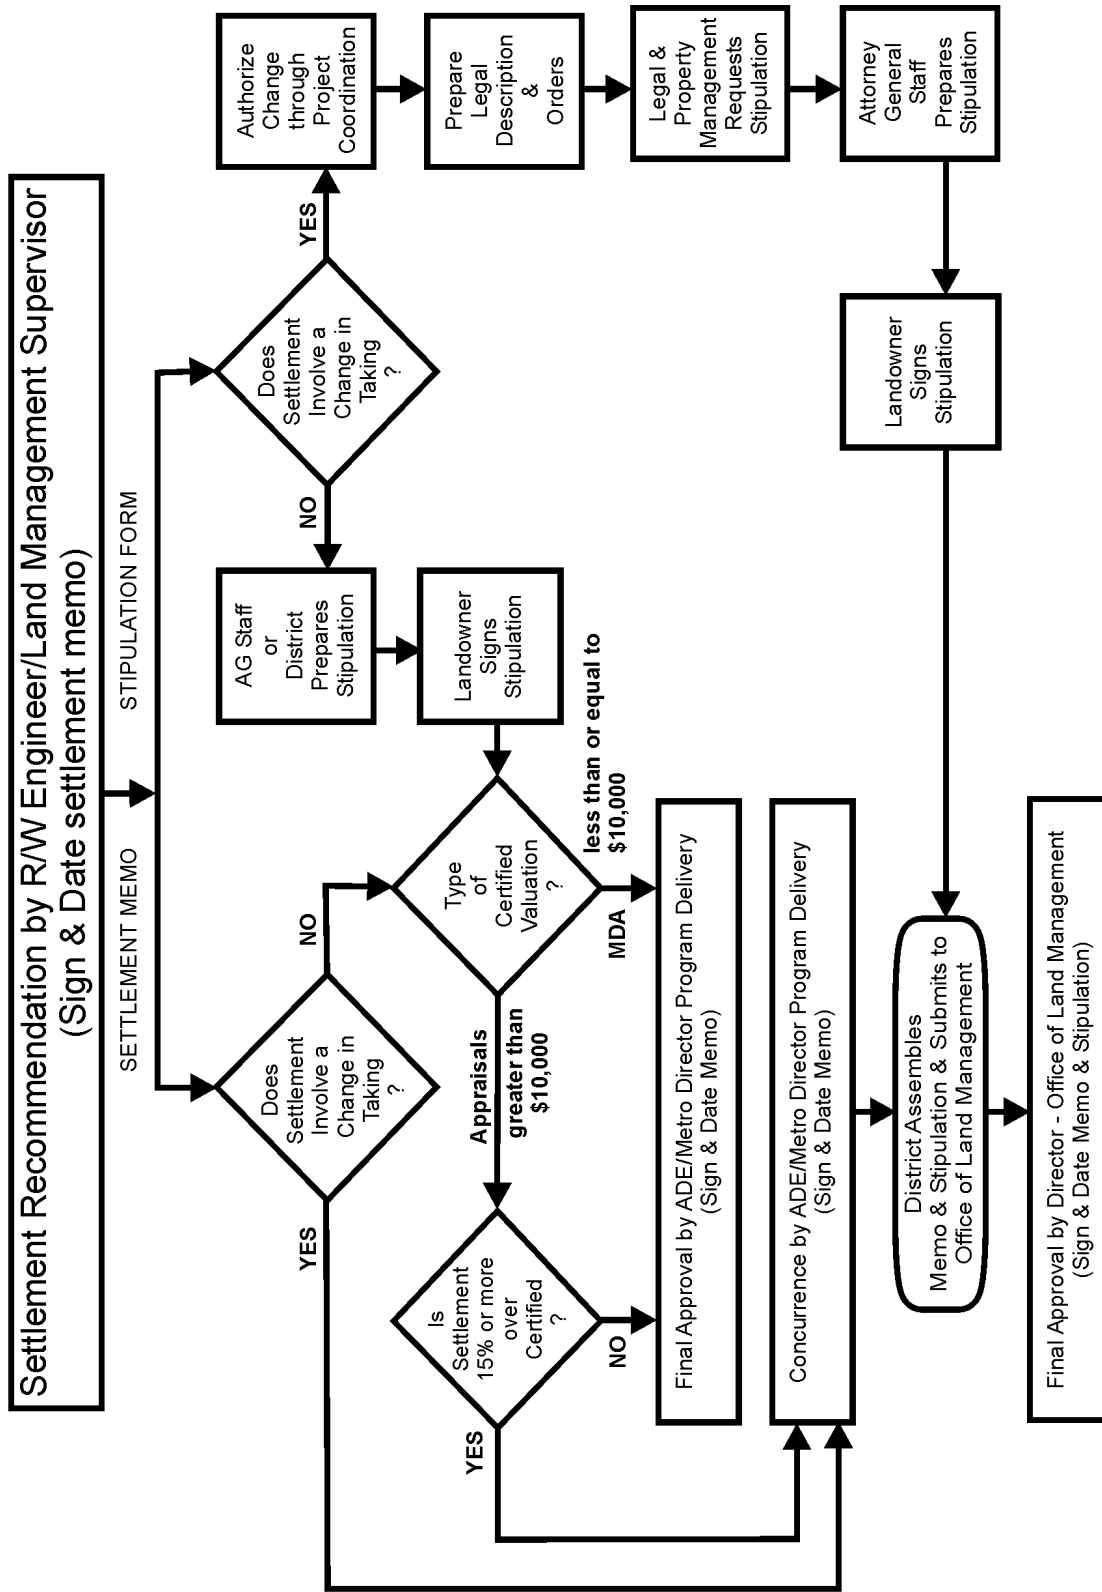 Settlement Recommendation by R/W Engineer/Land Management Supervisor
(Sign & Date settlement memo)
SETTLEMENT MEMO
STIPULATION FORM
Does
Settlement
Involve a
Change in
Taking
?
YES
NO
Does
Settlement
Involve a
Change in
Taking
?
NO
YES
AG Staff
or
District
Prepares
Stipulation
Authorize
Change
through
Project
Coordination
Landowner
Signs
Stipulation
Prepare
Legal
Description
&
Orders
Type
of
Certified
Valuation
?
Appraisals
greater than
$10,000
MDA
less than or equal to
$10,000
Is
Settlement
15% or more
over
Certified
?
YES
NO
Legal &
Property
Management
Requests
Stipulation
Final Approval by ADE/Metro Director Program Delivery
(Sign & Date Memo)
Attorney
General
Staff
Prepares
Stipulation
Landowner
Signs
Stipulation
Concurrence by ADE/Metro Director Program Delivery
(Sign & Date Memo)
District Assembles
Memo & Stipulation & Submits to
Office of Land Management
Final Approval by Director - Office of Land Management
(Sign & Date Memo & Stipulation)